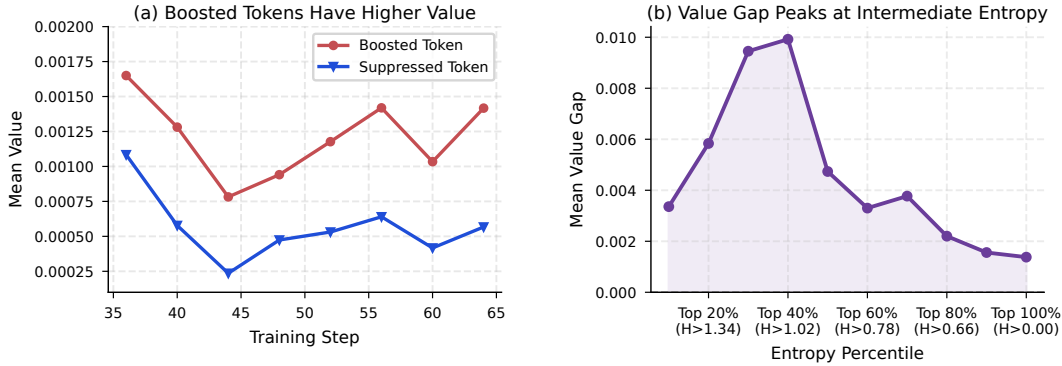 (a) Boosted Tokens Have Higher Value
Mean Value
0.00200
0.00175
0.00150
0.00125
0.00100
0.00075
0.00050
0.00025
Boosted Token
Suppressed Token
35 40 45 50 55 60 65
Training Step
(b) Value Gap Peaks at Intermediate Entropy
Mean Value Gap
0.010
0.008
0.006
0.004
0.002
0.000
Top 20% Top 40% Top 60% Top 80% Top 100%
(H>1.34) (H>1.02) (H>0.78) (H>0.66) (H>0.00)
Entropy Percentile